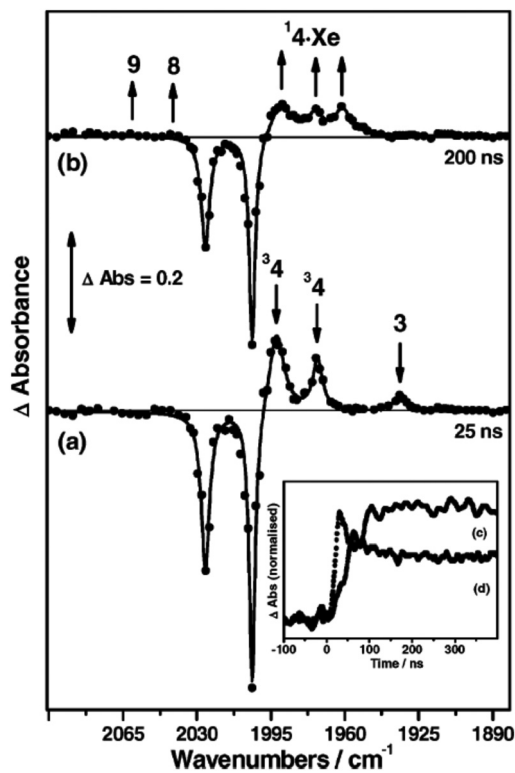 ¹4·Xe
9 8
(b) 200 ns
Δ Abs = 0.2
³4 ³4 3
Δ Absorbance
(a) 25 ns
Δ Abs (normalised)
(c)
(d)
-100 0 100 200 300
Time / ns
2065 2030 1995 1960 1925 1890
Wavenumbers / cm⁻¹